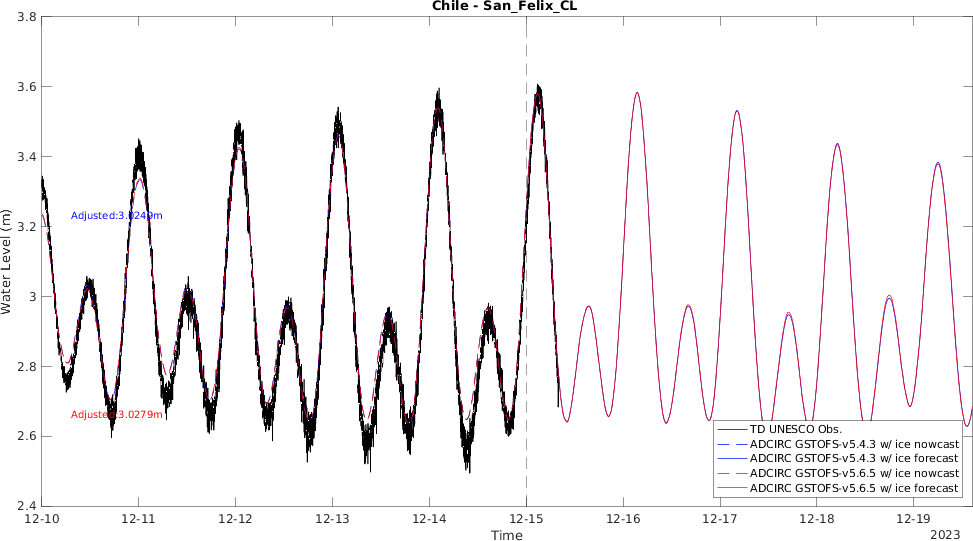 Chile - San_Felix_CL
3.8
3.6
3.4
3.2
3
2.8
2.6
2.4
Water Level (m)
Adjusted:3.0249m
Adjusted:3.0279m
TD UNESCO Obs.
ADCIRC GSTOFS-v5.4.3 w/ ice nowcast
ADCIRC GSTOFS-v5.4.3 w/ ice forecast
ADCIRC GSTOFS-v5.6.5 w/ ice nowcast
ADCIRC GSTOFS-v5.6.5 w/ ice forecast
12-10 12-11 12-12 12-13 12-14 12-15 12-16 12-17 12-18 12-19
Time
2023